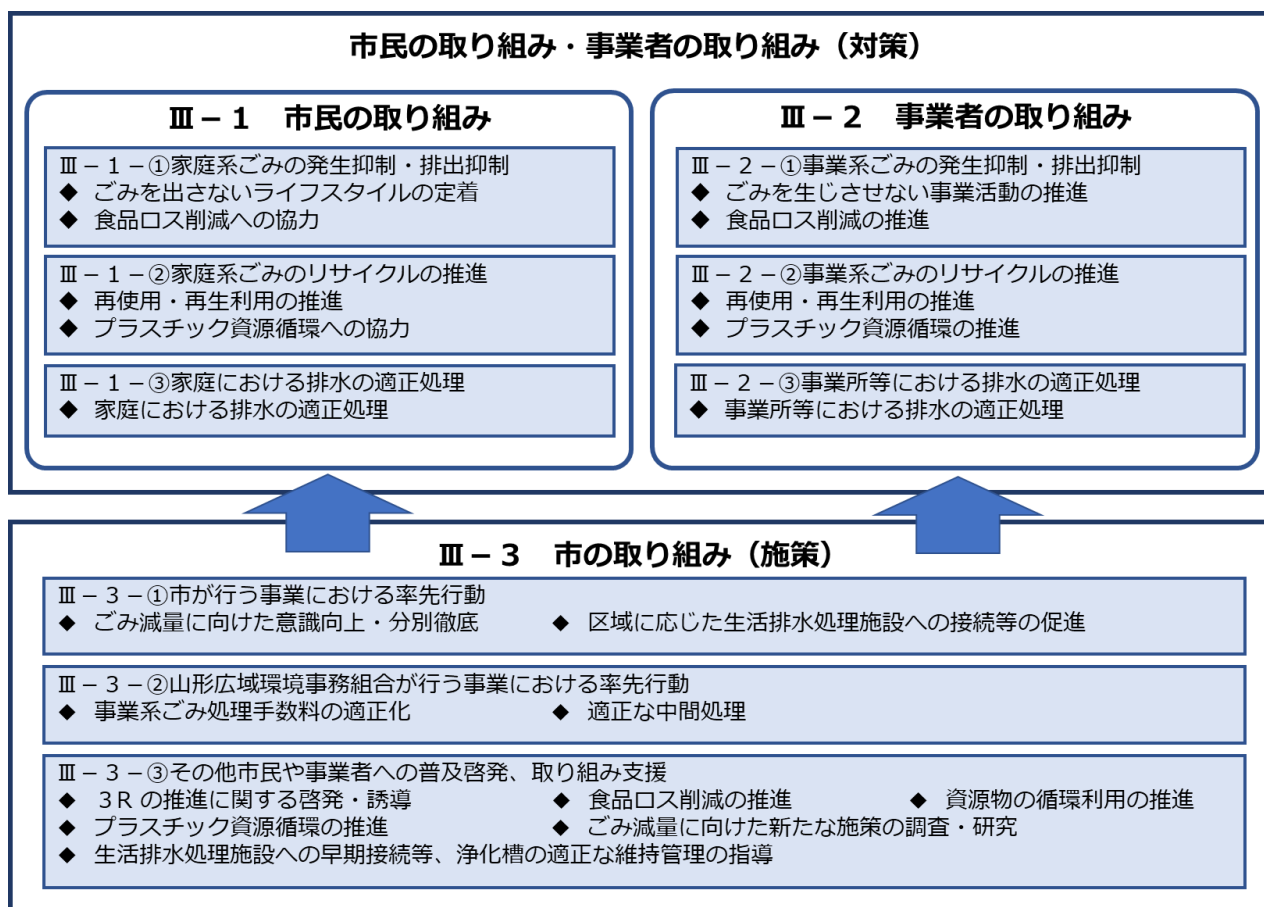 市民の取り組み・事業者の取り組み（対策）
Ⅲ－１　市民の取り組み
Ⅲ－１－①家庭系ごみの発生抑制・排出抑制
◆ ごみを出さないライフスタイルの定着
◆ 食品ロス削減への協力
Ⅲ－１－②家庭系ごみのリサイクルの推進
◆ 再使用・再生利用の推進
◆ プラスチック資源循環への協力
Ⅲ－１－③家庭における排水の適正処理
◆ 家庭における排水の適正処理
Ⅲ－２　事業者の取り組み
Ⅲ－２－①事業系ごみの発生抑制・排出抑制
◆ ごみを生じさせない事業活動の推進
◆ 食品ロス削減の推進
Ⅲ－２－②事業系ごみのリサイクルの推進
◆ 再使用・再生利用の推進
◆ プラスチック資源循環の推進
Ⅲ－２－③事業所等における排水の適正処理
◆ 事業所等における排水の適正処理
Ⅲ－３　市の取り組み（施策）
Ⅲ－３－①市が行う事業における率先行動
◆ ごみ減量に向けた意識向上・分別徹底　◆ 区域に応じた生活排水処理施設への接続等の促進
Ⅲ－３－②山形広域環境事務組合が行う事業における率先行動
◆ 事業系ごみ処理手数料の適正化　◆ 適正な中間処理
Ⅲ－３－③その他市民や事業者への普及啓発、取り組み支援
◆ ３Ｒの推進に関する啓発・誘導　◆ 食品ロス削減の推進　◆ 資源物の循環利用の推進
◆ プラスチック資源循環の推進　◆ ごみ減量に向けた新たな施策の調査・研究
◆ 生活排水処理施設への早期接続等、浄化槽の適正な維持管理の指導